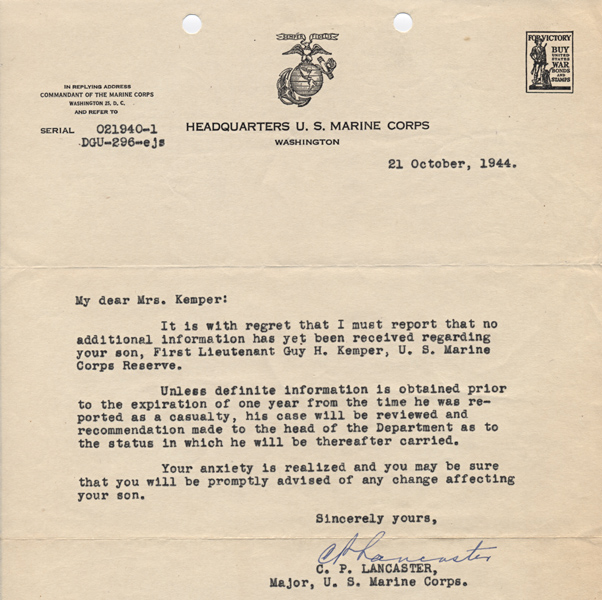 FOR VICTORY
BUY
UNITED
STATES
WAR
BONDS
AND
STAMPS
IN REPLYING ADDRESS
COMMANDANT OF THE MARINE CORPS
WASHINGTON 25, D. C.
AND REFER TO
SERIAL 021940-1
DGU-296-ejs
HEADQUARTERS U. S. MARINE CORPS
WASHINGTON
21 October, 1944.
My dear Mrs. Kemper:
It is with regret that I must report that no
additional information has yet been received regarding
your son, First Lieutenant Guy H. Kemper, U. S. Marine
Corps Reserve.
Unless definite information is obtained prior
to the expiration of one year from the time he was re-
ported as a casualty, his case will be reviewed and
recommendation made to the head of the Department as to
the status in which he will be thereafter carried.
Your anxiety is realized and you may be sure
that you will be promptly advised of any change affecting
your son.
Sincerely yours,
C P Lancaster
C. P. LANCASTER,
Major, U. S. Marine Corps.